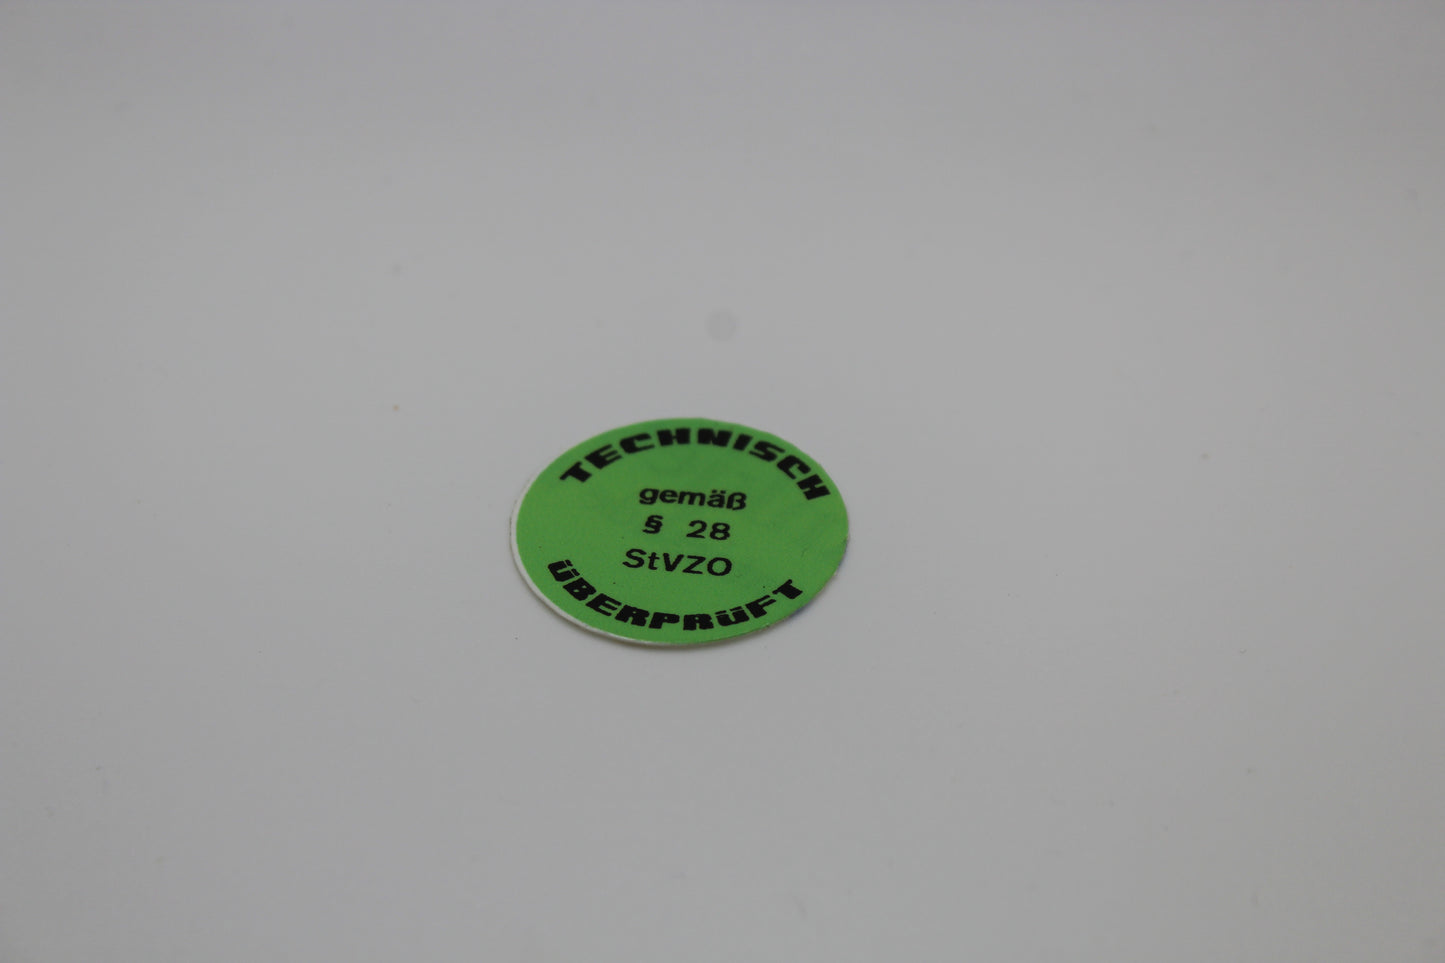 TECHNISCH
gemäß
§ 28
StVZO
ÜBERPRÜFT